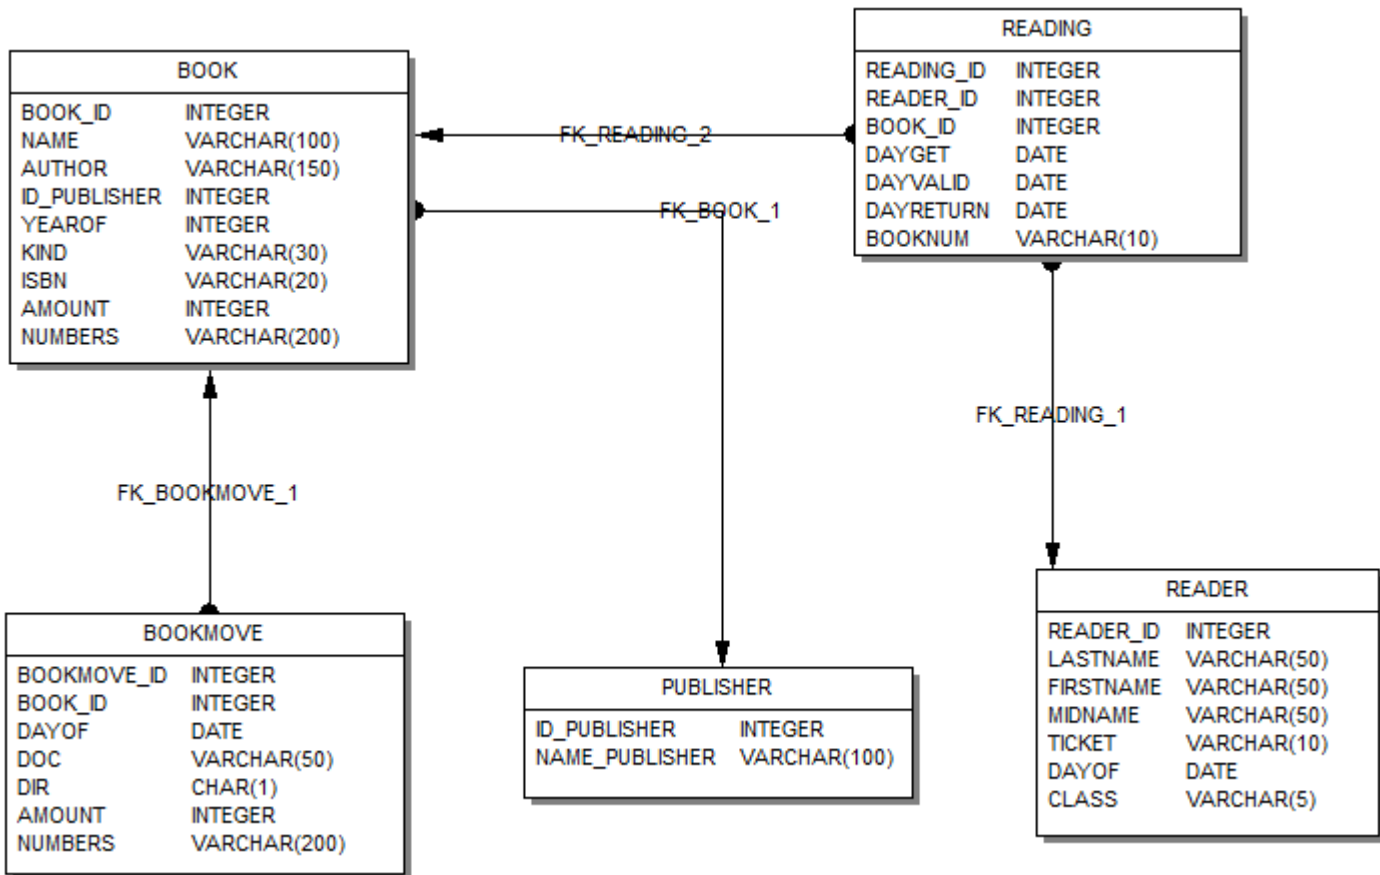 BOOK
BOOK_ID INTEGER
NAME VARCHAR(100)
AUTHOR VARCHAR(150)
ID_PUBLISHER INTEGER
YEAROF INTEGER
KIND VARCHAR(30)
ISBN VARCHAR(20)
AMOUNT INTEGER
NUMBERS VARCHAR(200)
FK_READING_2
FK_BOOK_1
READING
READING_ID INTEGER
READER_ID INTEGER
BOOK_ID INTEGER
DAYGET DATE
DAYVALID DATE
DAYRETURN DATE
BOOKNUM VARCHAR(10)
FK_READING_1
FK_BOOKMOVE_1
BOOKMOVE
BOOKMOVE_ID INTEGER
BOOK_ID INTEGER
DAYOF DATE
DOC VARCHAR(50)
DIR CHAR(1)
AMOUNT INTEGER
NUMBERS VARCHAR(200)
PUBLISHER
ID_PUBLISHER INTEGER
NAME_PUBLISHER VARCHAR(100)
READER
READER_ID INTEGER
LASTNAME VARCHAR(50)
FIRSTNAME VARCHAR(50)
MIDNAME VARCHAR(50)
TICKET VARCHAR(10)
DAYOF DATE
CLASS VARCHAR(5)